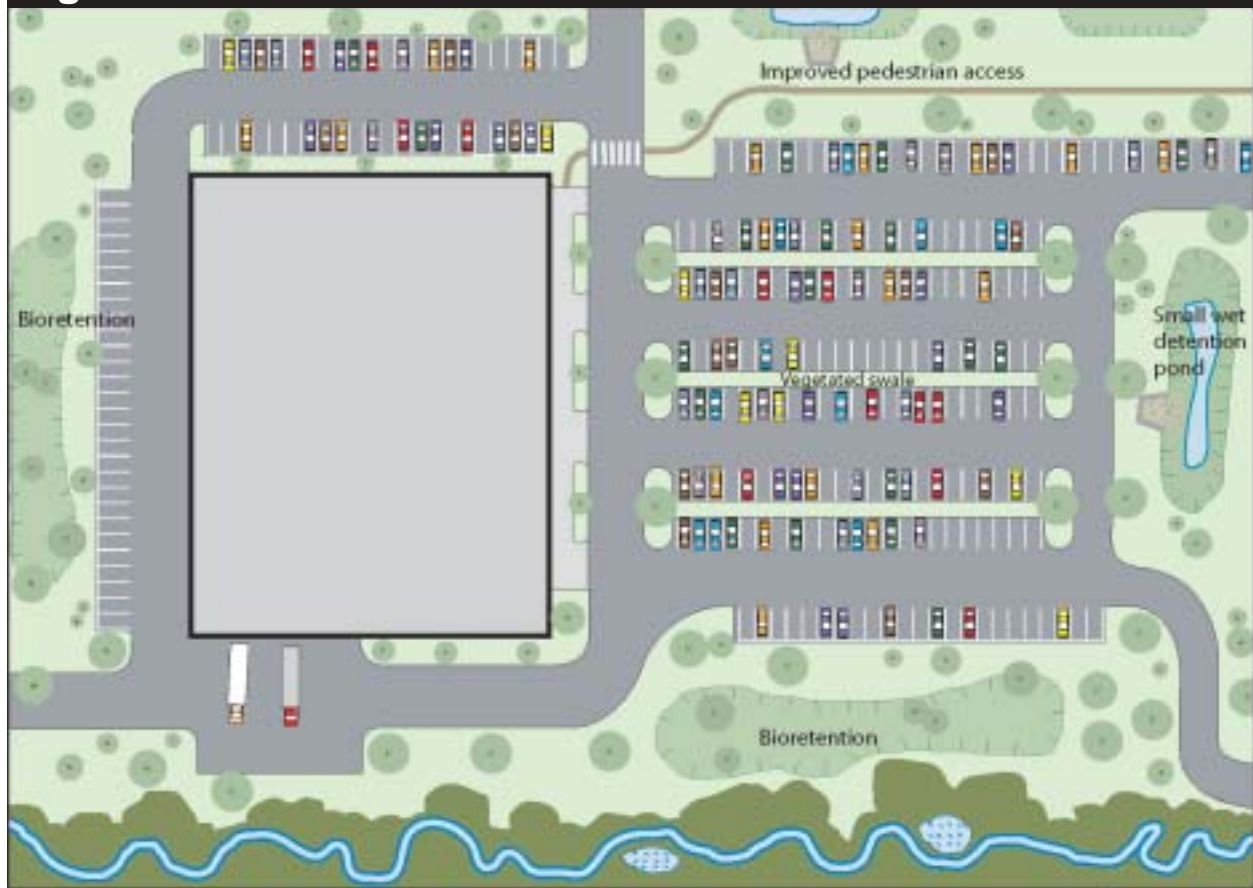 Improved pedestrian access
Bioretention
Small wet
detention
pond
Vegetated swale
Bioretention